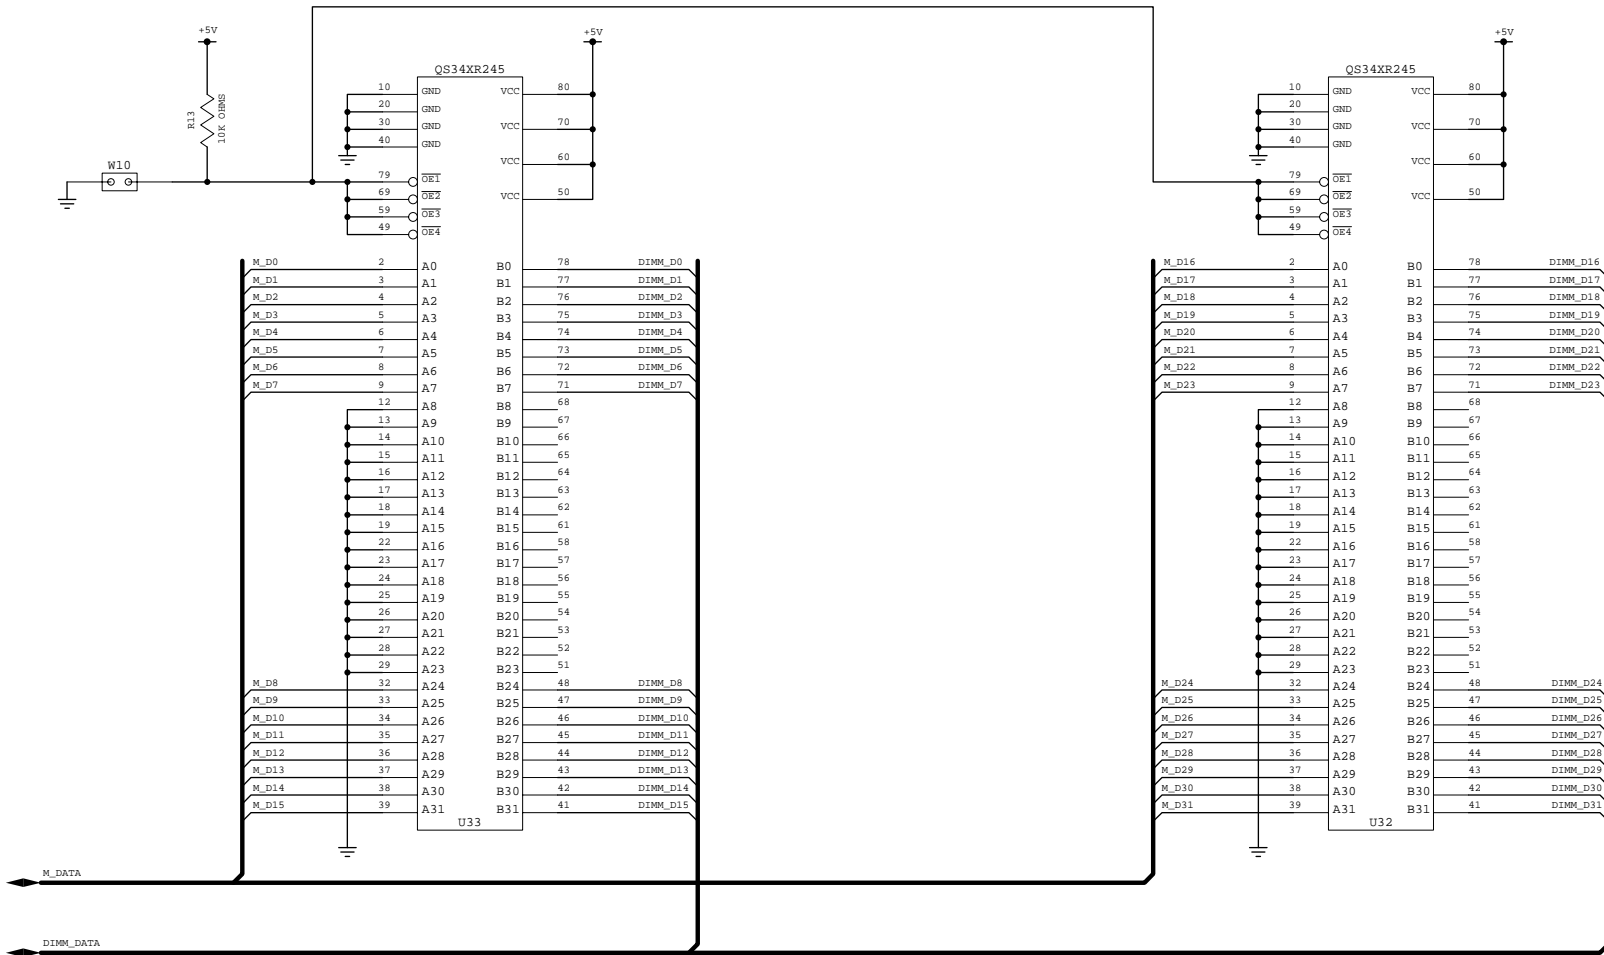 +5V
R13
10K OHMS
W10
+5V
QS34XR245
10 GND VCC 80
20 GND
30 GND VCC 70
40 GND
VCC 60
79 OE1
69 OE2 VCC 50
59 OE3
49 OE4
M_D0 2 A0 B0 78 DIMM_D0
M_D1 3 A1 B1 77 DIMM_D1
M_D2 4 A2 B2 76 DIMM_D2
M_D3 5 A3 B3 75 DIMM_D3
M_D4 6 A4 B4 74 DIMM_D4
M_D5 7 A5 B5 73 DIMM_D5
M_D6 8 A6 B6 72 DIMM_D6
M_D7 9 A7 B7 71 DIMM_D7
12 A8 B8 68
13 A9 B9 67
14 A10 B10 66
15 A11 B11 65
16 A12 B12 64
17 A13 B13 63
18 A14 B14 62
19 A15 B15 61
22 A16 B16 58
23 A17 B17 57
24 A18 B18 56
25 A19 B19 55
26 A20 B20 54
27 A21 B21 53
28 A22 B22 52
29 A23 B23 51
M_D8 32 A24 B24 48 DIMM_D8
M_D9 33 A25 B25 47 DIMM_D9
M_D10 34 A26 B26 46 DIMM_D10
M_D11 35 A27 B27 45 DIMM_D11
M_D12 36 A28 B28 44 DIMM_D12
M_D13 37 A29 B29 43 DIMM_D13
M_D14 38 A30 B30 42 DIMM_D14
M_D15 39 A31 B31 41 DIMM_D15
U33
+5V
QS34XR245
10 GND VCC 80
20 GND
30 GND VCC 70
40 GND
VCC 60
79 OE1
69 OE2 VCC 50
59 OE3
49 OE4
M_D16 2 A0 B0 78 DIMM_D16
M_D17 3 A1 B1 77 DIMM_D17
M_D18 4 A2 B2 76 DIMM_D18
M_D19 5 A3 B3 75 DIMM_D19
M_D20 6 A4 B4 74 DIMM_D20
M_D21 7 A5 B5 73 DIMM_D21
M_D22 8 A6 B6 72 DIMM_D22
M_D23 9 A7 B7 71 DIMM_D23
12 A8 B8 68
13 A9 B9 67
14 A10 B10 66
15 A11 B11 65
16 A12 B12 64
17 A13 B13 63
18 A14 B14 62
19 A15 B15 61
22 A16 B16 58
23 A17 B17 57
24 A18 B18 56
25 A19 B19 55
26 A20 B20 54
27 A21 B21 53
28 A22 B22 52
29 A23 B23 51
M_D24 32 A24 B24 48 DIMM_D24
M_D25 33 A25 B25 47 DIMM_D25
M_D26 34 A26 B26 46 DIMM_D26
M_D27 35 A27 B27 45 DIMM_D27
M_D28 36 A28 B28 44 DIMM_D28
M_D29 37 A29 B29 43 DIMM_D29
M_D30 38 A30 B30 42 DIMM_D30
M_D31 39 A31 B31 41 DIMM_D31
U32
M_DATA
DIMM_DATA